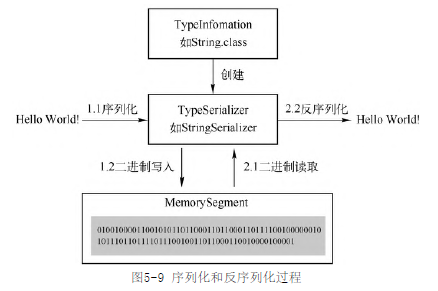 TypeInfomation
如String.class
创建
1.1序列化
2.2反序列化
Hello World!
TypeSerializer
如StringSerializer
Hello World!
1.2二进制写入
2.1二进制读取
MemorySegment
010010000110010101101100011011000110111100100000010
101110110111101110010011011000110010000100001
图5-9 序列化和反序列化过程